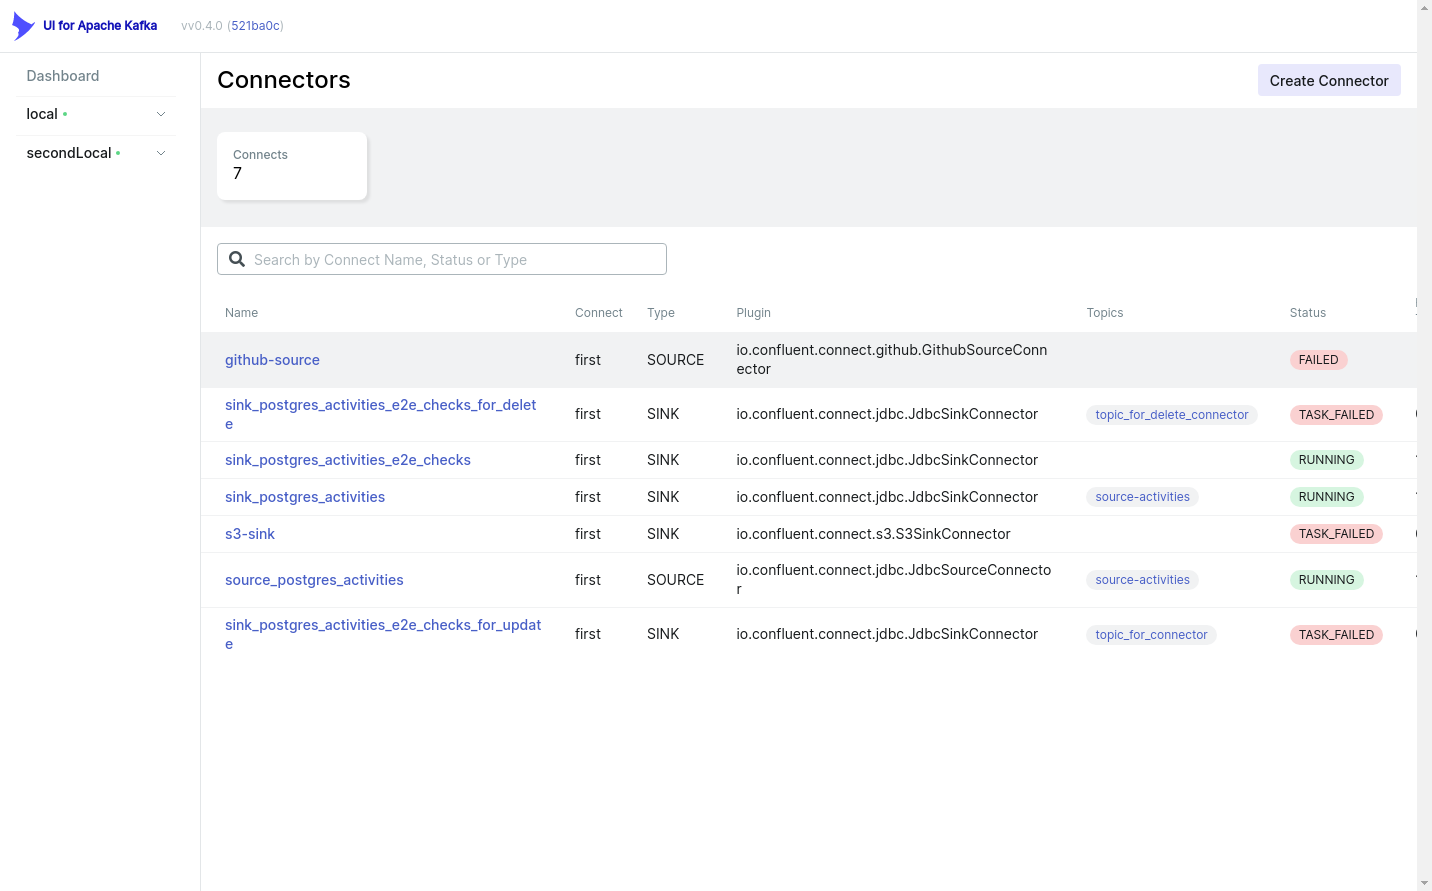 UI for Apache Kafka vv0.4.0 (521ba0c)
Dashboard
local
secondLocal
Connectors
Create Connector
Connects
7
Search by Connect Name, Status or Type
Name Connect Type Plugin Topics Status
github-source first SOURCE io.confluent.connect.github.GithubSourceConn
ector FAILED
sink_postgres_activities_e2e_checks_for_delet
e first SINK io.confluent.connect.jdbc.JdbcSinkConnector topic_for_delete_connector TASK_FAILED
sink_postgres_activities_e2e_checks first SINK io.confluent.connect.jdbc.JdbcSinkConnector RUNNING
sink_postgres_activities first SINK io.confluent.connect.jdbc.JdbcSinkConnector source-activities RUNNING
s3-sink first SINK io.confluent.connect.s3.S3SinkConnector TASK_FAILED
source_postgres_activities first SOURCE io.confluent.connect.jdbc.JdbcSourceConnecto
r source-activities RUNNING
sink_postgres_activities_e2e_checks_for_updat
e first SINK io.confluent.connect.jdbc.JdbcSinkConnector topic_for_connector TASK_FAILED